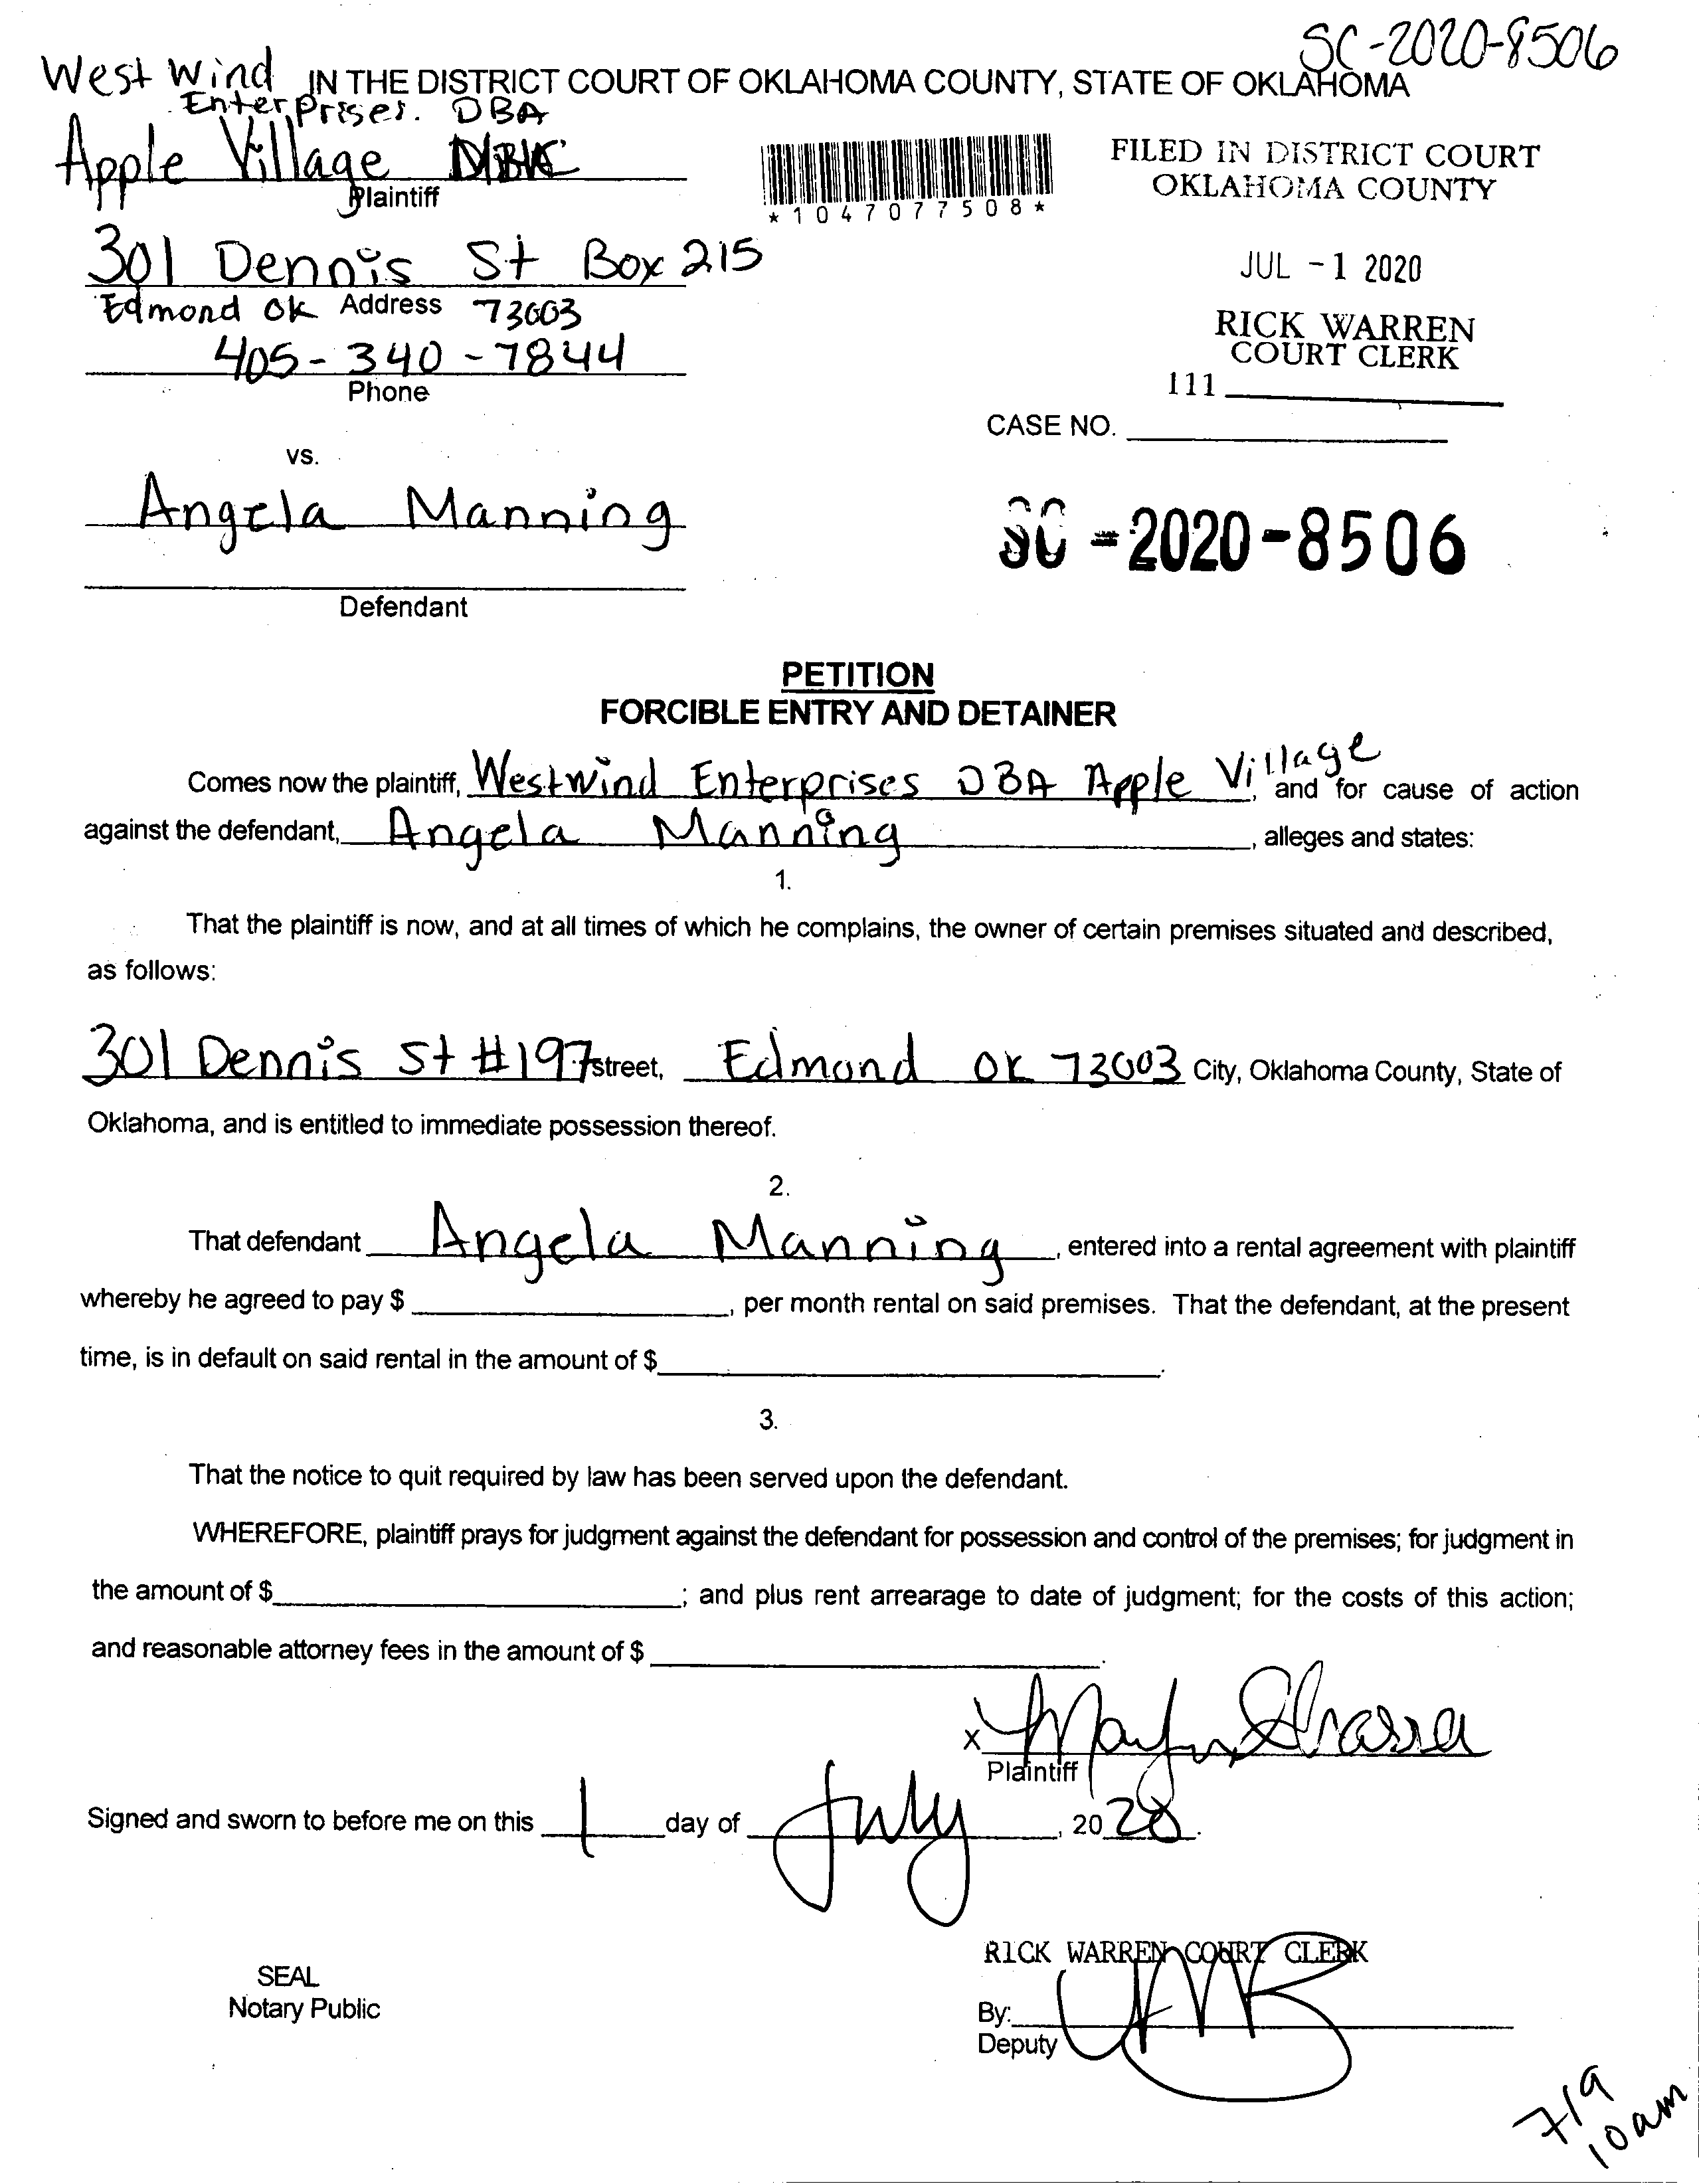 SC-2020-8506
West Wind IN THE DISTRICT COURT OF OKLAHOMA COUNTY, STATE OF OKLAHOMA
Enterprises. DBA
Apple Village
Plaintiff
*1047077508*
FILED IN DISTRICT COURT
OKLAHOMA COUNTY
301 Dennis St Box 215
Edmond OK Address 73003
405-340-7844
Phone
JUL -1 2020
RICK WARREN
COURT CLERK
111
CASE NO.
vs.
Angela Manning
SC-2020-8506
Defendant
PETITION
FORCIBLE ENTRY AND DETAINER
Comes now the plaintiff, Westwind Enterprises DBA Apple Village, and for cause of action
against the defendant, Angela Manning, alleges and states:
1.
That the plaintiff is now, and at all times of which he complains, the owner of certain premises situated and described,
as follows:
301 Dennis St #197 street, Edmond OK 73003 City, Oklahoma County, State of
Oklahoma, and is entitled to immediate possession thereof.
2.
That defendant Angela Manning, entered into a rental agreement with plaintiff
whereby he agreed to pay $ , per month rental on said premises. That the defendant, at the present
time, is in default on said rental in the amount of $ .
3.
That the notice to quit required by law has been served upon the defendant.
WHEREFORE, plaintiff prays for judgment against the defendant for possession and control of the premises; for judgment in
the amount of $ ; and plus rent arrearage to date of judgment; for the costs of this action;
and reasonable attorney fees in the amount of $ .
X
Plaintiff
Signed and sworn to before me on this 1 day of July, 2020.
RICK WARREN COURT CLERK
SEAL
Notary Public
By:
Deputy
7/9
10am